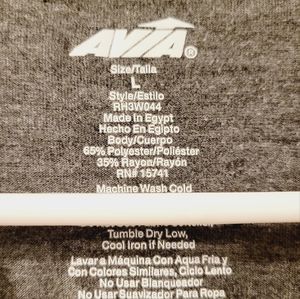 AVIA®
Size/Talla
L
Style/Estilo
RH3W044
Made In Egypt
Hecho En Egipto
Body/Cuerpo
65% Polyester/Poliéster
35% Rayon/Rayón
RN# 15741
Machine Wash Cold
Tumble Dry Low,
Cool Iron if Needed
Lavar a Máquina Con Aqua Fria y
Con Colores Similares, Ciclo Lento
No Usar Blanqueador
No Usar Suavizador Para Ropa